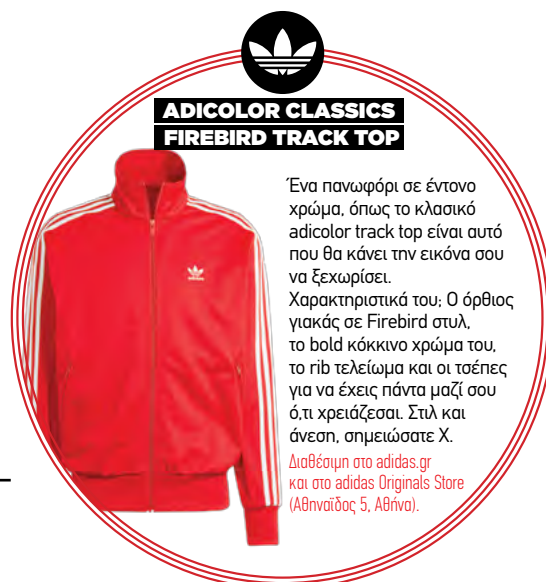 ADICOLOR CLASSICS
FIREBIRD TRACK TOP
Ένα πανωφόρι σε έντονο
χρώμα, όπως το κλασικό
adicolor track top είναι αυτό
που θα κάνει την εικόνα σου
να ξεχωρίσει.
Χαρακτηριστικά του; Ο όρθιος
γιακάς σε Firebird στυλ,
το bold κόκκινο χρώμα του,
το rib τελείωμα και οι τσέπες
για να έχεις πάντα μαζί σου
ό,τι χρειάζεσαι. Στιλ και
άνεση, σημειώσατε Χ.
Διαθέσιμη στο adidas.gr
και στο adidas Originals Store
(Αθηναΐδος 5, Αθήνα).